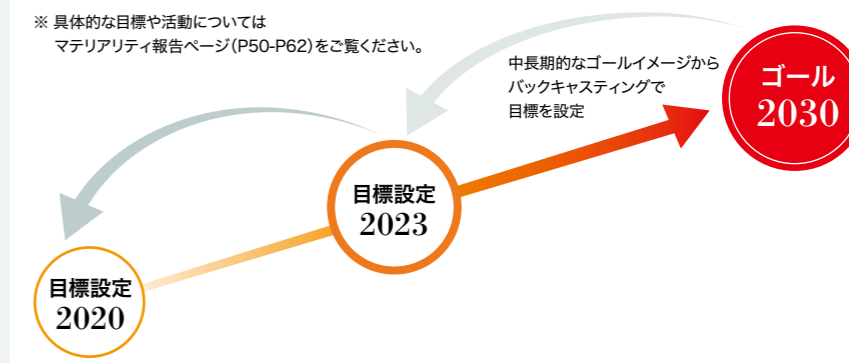 ※ 具体的な目標や活動については
マテリアリティ報告ページ（P50-P62）をご覧ください。
中長期的なゴールイメージから
バックキャスティングで
目標を設定
ゴール
2030
目標設定
2023
目標設定
2020